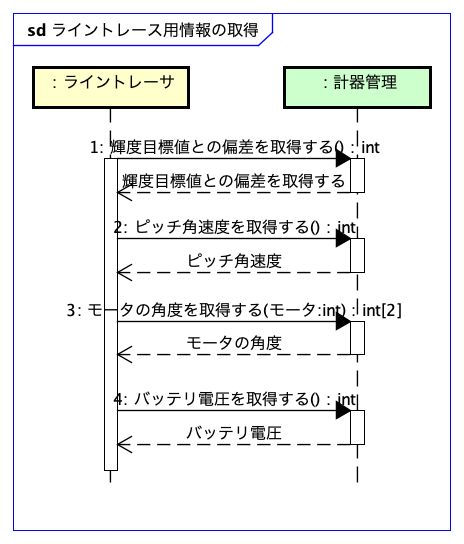 sd ライントレース用情報の取得
：ライントレーサ
：計器管理
1: 輝度目標値との偏差を取得する() : int
輝度目標値との偏差を取得する
2: ピッチ角速度を取得する() : int
ピッチ角速度
3: モータの角度を取得する(モータ:int) : int[2]
モータの角度
4: バッテリ電圧を取得する() : int
バッテリ電圧